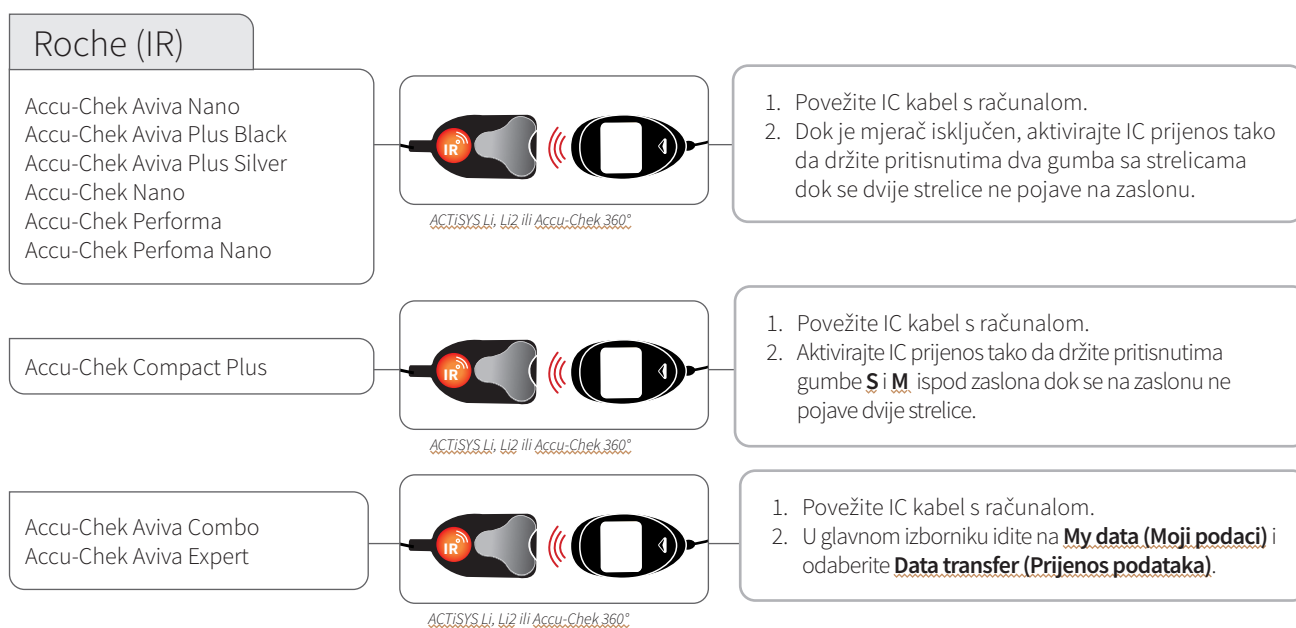 Roche (IR)
Accu-Chek Aviva Nano
Accu-Chek Aviva Plus Black
Accu-Chek Aviva Plus Silver
Accu-Chek Nano
Accu-Chek Performa
Accu-Chek Perfoma Nano
IR
ACTiSYS Li, Li2 ili Accu-Chek 360°
1. Povežite IC kabel s računalom.
2. Dok je mjerač isključen, aktivirajte IC prijenos tako
da držite pritisnutima dva gumba sa strelicama
dok se dvije strelice ne pojave na zaslonu.
Accu-Chek Compact Plus
IR
ACTiSYS Li, Li2 ili Accu-Chek 360°
1. Povežite IC kabel s računalom.
2. Aktivirajte IC prijenos tako da držite pritisnutima
gumbe S i M ispod zaslona dok se na zaslonu ne
pojave dvije strelice.
Accu-Chek Aviva Combo
Accu-Chek Aviva Expert
IR
ACTiSYS Li, Li2 ili Accu-Chek 360°
1. Povežite IC kabel s računalom.
2. U glavnom izborniku idite na My data (Moji podaci) i
odaberite Data transfer (Prijenos podataka).